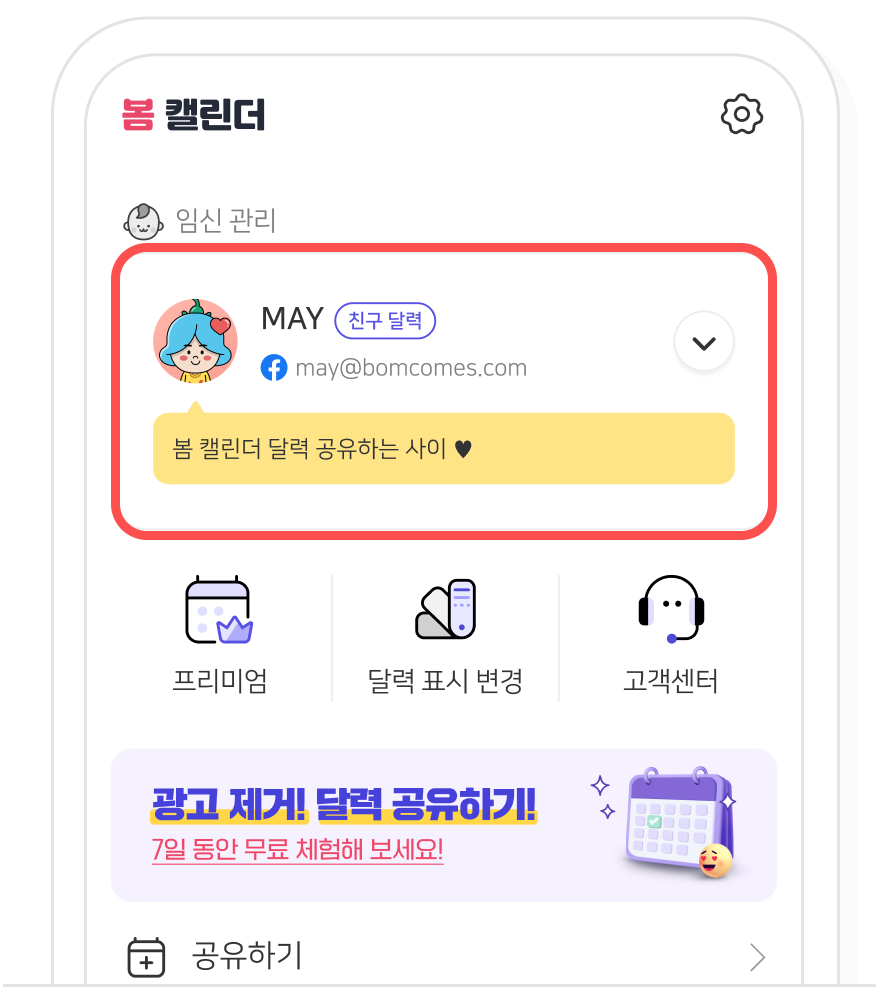 봄 캘린더
임신 관리
MAY 친구 달력
may@bomcomes.com
봄 캘린더 달력 공유하는 사이 ♥
프리미엄
달력 표시 변경
고객센터
광고 제거! 달력 공유하기!
7일 동안 무료 체험해 보세요!
공유하기